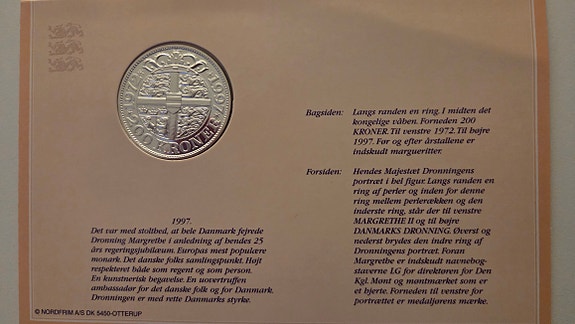 1972 1997
200 KRONER
Bagsiden: Langs randen en ring. I midten det
kongelige våben. Forneden 200
KRONER. Til venstre 1972. Til højre
1997. Før og efter årstallene er
indskudt margueritter.
Forsiden: Hendes Majestæt Dronningens
portræt i hel figur. Langs randen en
ring af perler og inden for denne
ring mellem perlerækken og den
inderste ring, står der til venstre
MARGRETHE II og til højre
DANMARKS DRONNING. Øverst og
nederst brydes den indre ring af
Dronningens portræt. Foran
Margrethe er indskudt navnebog-
staverne LG for direktøren for Den
Kgl. Mønt og møntmærket som er
et hjerte. Forneden til venstre for
portrættet er medaljørens mærke.
1997.
Det var med stolthed, at hele Danmark fejrede
Dronning Margrethe i anledning af hendes 25
års regeringsjubilæum. Europas mest populære
monark. Det danske folks samlingspunkt. Højt
respekteret både som regent og som person.
En kunstnerisk begavelse. En uovertruffen
ambassadør for det danske folk og for Danmark.
Dronningen er med rette Danmarks styrke.
© NORDFRIM A/S DK 5450-OTTERUP